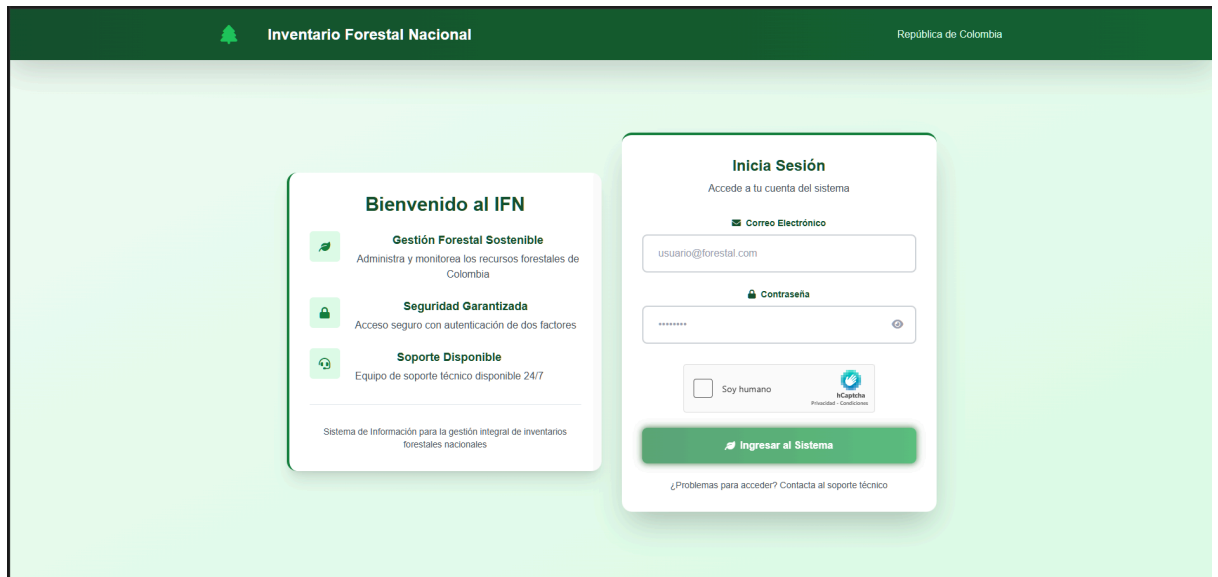 Inventario Forestal Nacional
República de Colombia
Bienvenido al IFN
Gestión Forestal Sostenible
Administra y monitorea los recursos forestales de
Colombia
Seguridad Garantizada
Acceso seguro con autenticación de dos factores
Soporte Disponible
Equipo de soporte técnico disponible 24/7
Sistema de Información para la gestión integral de inventarios
forestales nacionales
Inicia Sesión
Accede a tu cuenta del sistema
Correo Electrónico
usuario@forestal.com
Contraseña
••••••••
Soy humano
hCaptcha
Privacidad - Condiciones
Ingresar al Sistema
¿Problemas para acceder? Contacta al soporte técnico